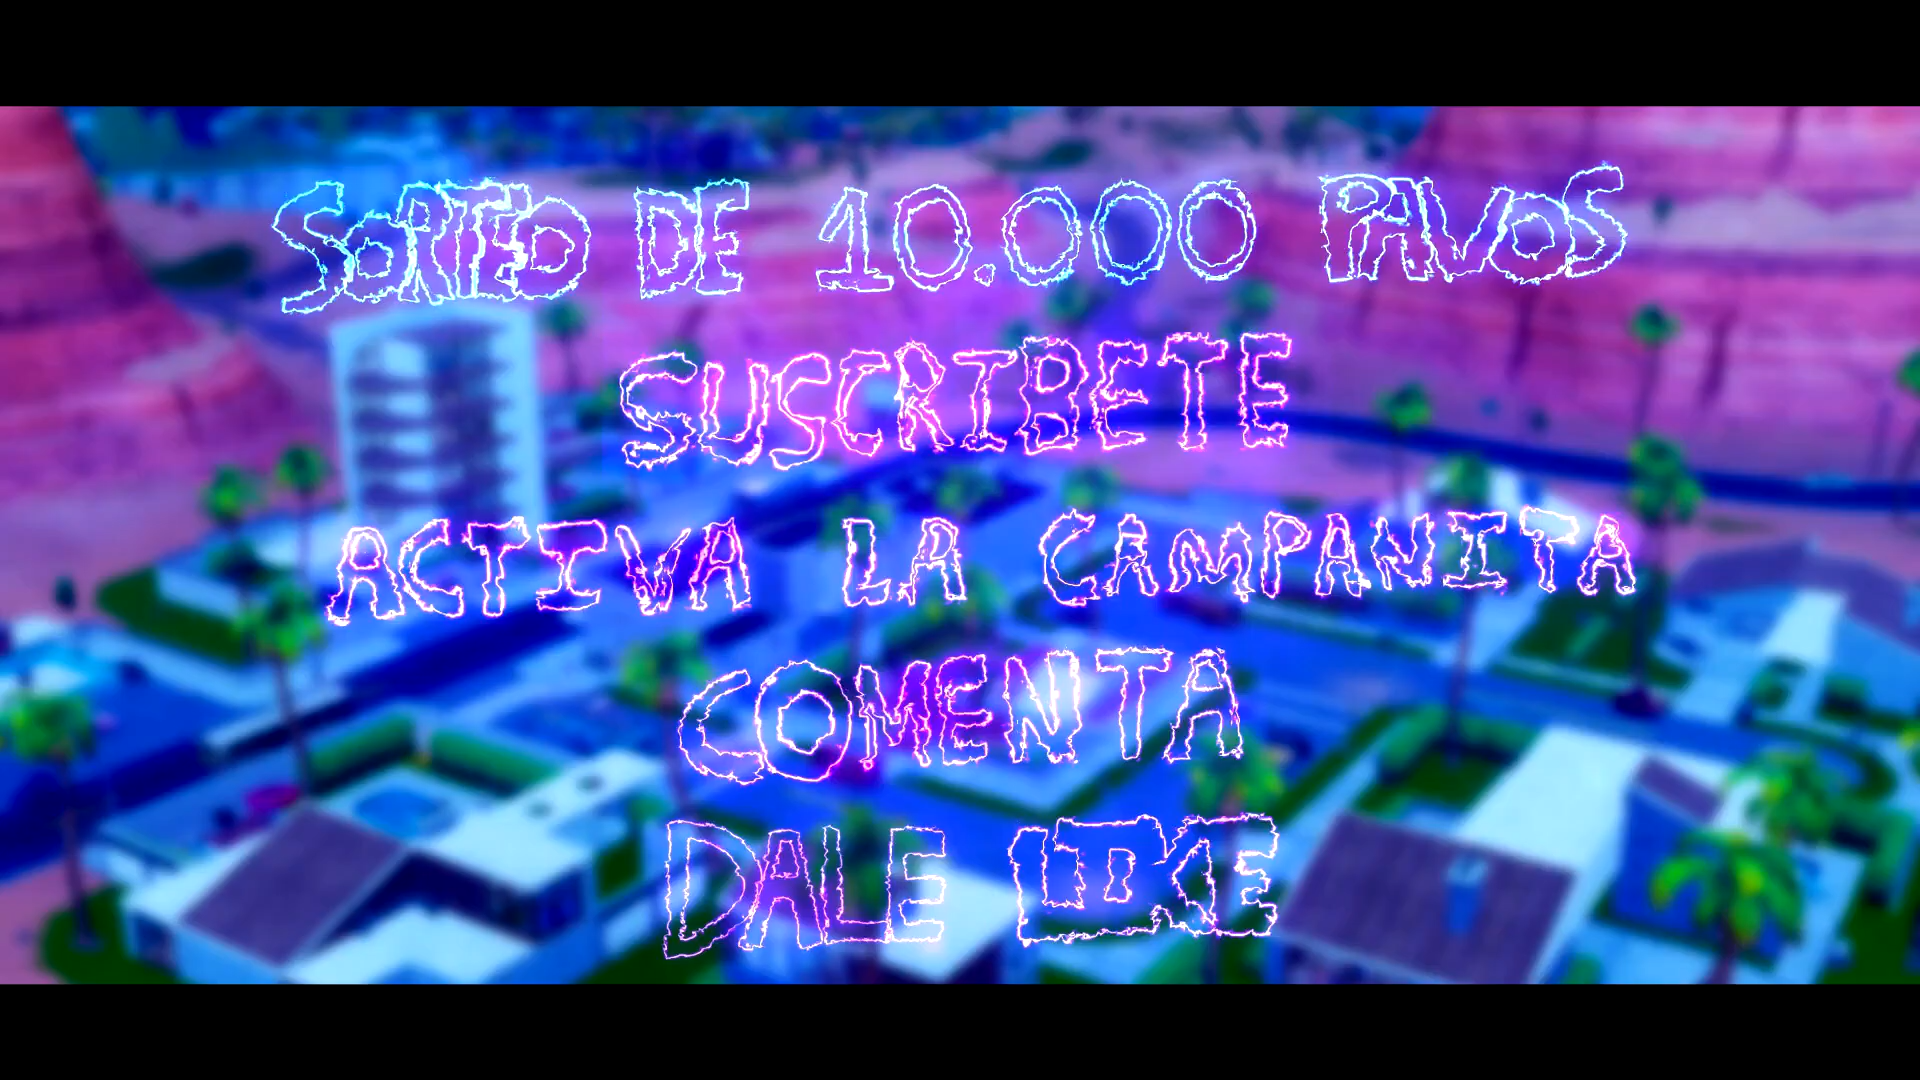 SORTEO DE 10.000 PAVOS
SUSCRIBETE
ACTIVA LA CAMPANITA
COMENTA
DALE LIKE